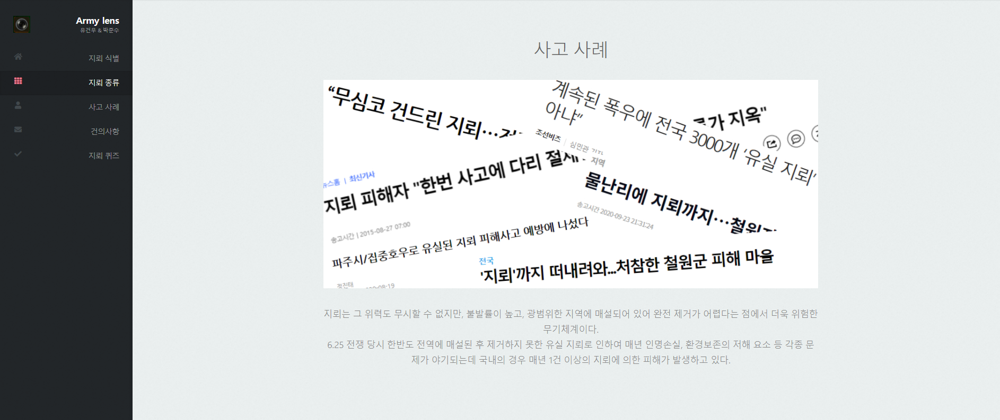 Army lens
유건우 & 박준수
지뢰 식별
지뢰 종류
사고 사례
건의사항
지뢰 퀴즈
사고 사례
“무심코 건드린 지뢰…
계속된 폭우에 전국 3000개 ‘유실 지뢰’
아냐”
가 지옥"
조선비즈 | 심민관
뉴스홈 | 최신기사
지뢰 피해자 "한번 사고에 다리 절제
송고시간 | 2015-08-27 07:00
지역
물난리에 지뢰까지…철원
송고시간 2020-09-23 21:31:24
파주시/집중호우로 유실된 지뢰 피해사고 예방에 나섰다
정진태
08-19
전국
'지뢰'까지 떠내려와...처참한 철원군 피해 마을
지뢰는 그 위력도 무시할 수 없지만, 불발률이 높고, 광범위한 지역에 매설되어 있어 완전 제거가 어렵다는 점에서 더욱 위험한
무기체계이다.
6.25 전쟁 당시 한반도 전역에 매설된 후 제거하지 못한 유실 지뢰로 인하여 매년 인명손실, 환경보존의 저해 요소 등 각종 문
제가 야기되는데 국내의 경우 매년 1건 이상의 지뢰에 의한 피해가 발생하고 있다.